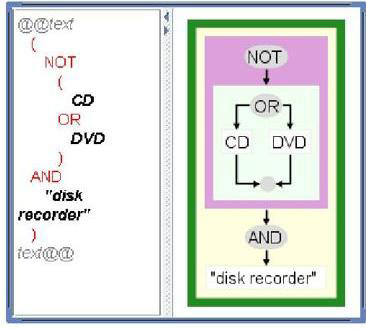 @@text
(
NOT
(
CD
OR
DVD
)
AND
"disk
recorder"
)
text@@
NOT
OR
CD DVD
AND
"disk recorder"